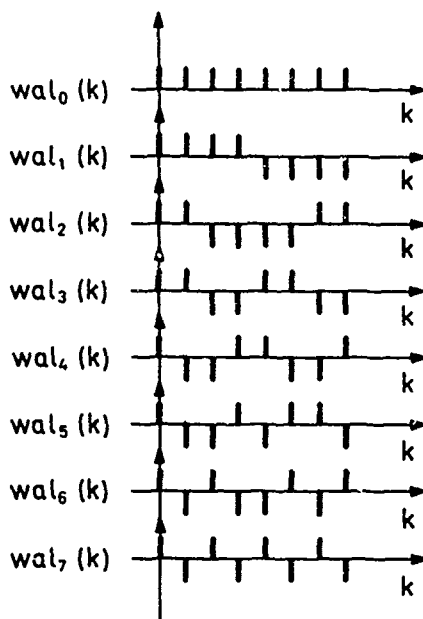 wal₀(k)
k
wal₁(k)
k
wal₂(k)
k
wal₃(k)
k
wal₄(k)
k
wal₅(k)
k
wal₆(k)
k
wal₇(k)
k